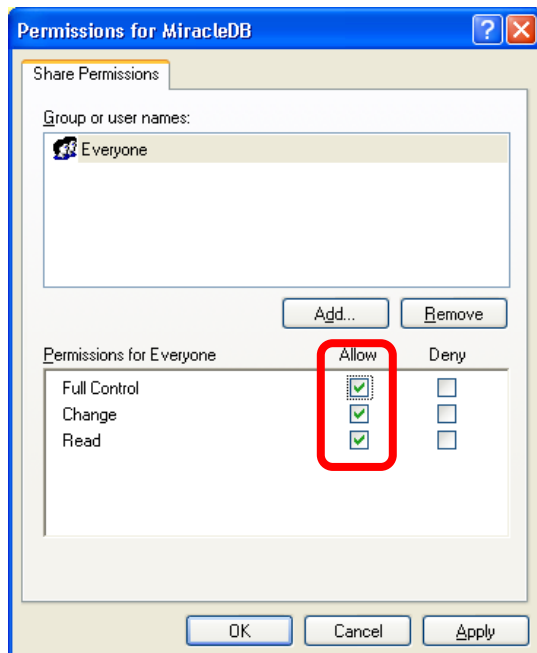 Permissions for MiracleDB
Share Permissions
Group or user names:
Everyone
Add... Remove
Permissions for Everyone Allow Deny
Full Control
Change
Read
OK Cancel Apply